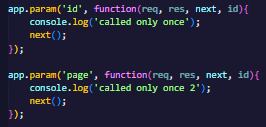 app.param('id', function(req, res, next, id){
    console.log('called only once');
    next();
});

app.param('page', function(req, res, next, id){
    console.log('called only once 2');
    next();
});